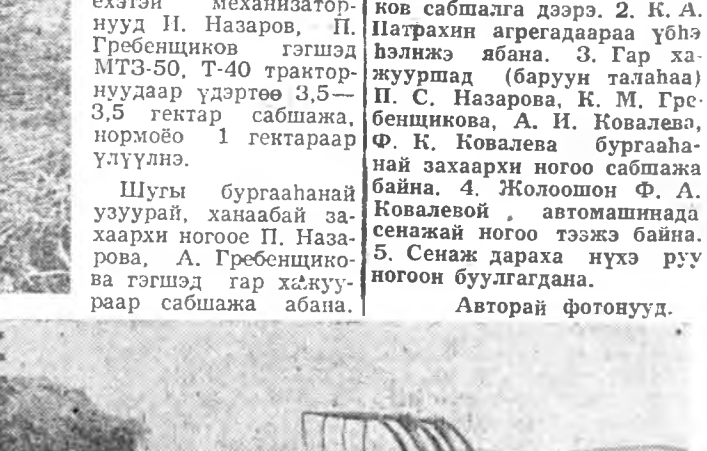 ехэтэй механизатор-
нууд Н. Назаров, П.
Гребенщиков гэгшэд
МТЗ-50, Т-40 трактор-
нуудаар үдэртөө 3,5—
3,5 гектар сабшажа,
нормоёо 1 гектараар
үлүүлнэ.
Шугы бургааһанай
узуурай, ханаабай за-
хаархи ногоое П. Наза-
рова, А. Гребенщико-
ва гэгшэд гар хажуу-
раар сабшажа абана.
ков сабшалга дээрэ. 2. К. А.
Патрахин агрегадаараа үбһэ
һэлижэ ябана. 3. Гар ха-
жууршад (баруун талаһаа)
П. С. Назарова, К. М. Гре-
бенщикова, А. И. Ковалева,
Ф. К. Ковалева бургааһа-
най захаархи ногоо сабшажа
байна. 4. Жолоошон Ф. А.
Ковалевой автомашинада
сенажай ногоо тээжэ байна.
5. Сенаж дараха нүхэ руу
ногоон буулгагдана.
Авторай фотонууд.